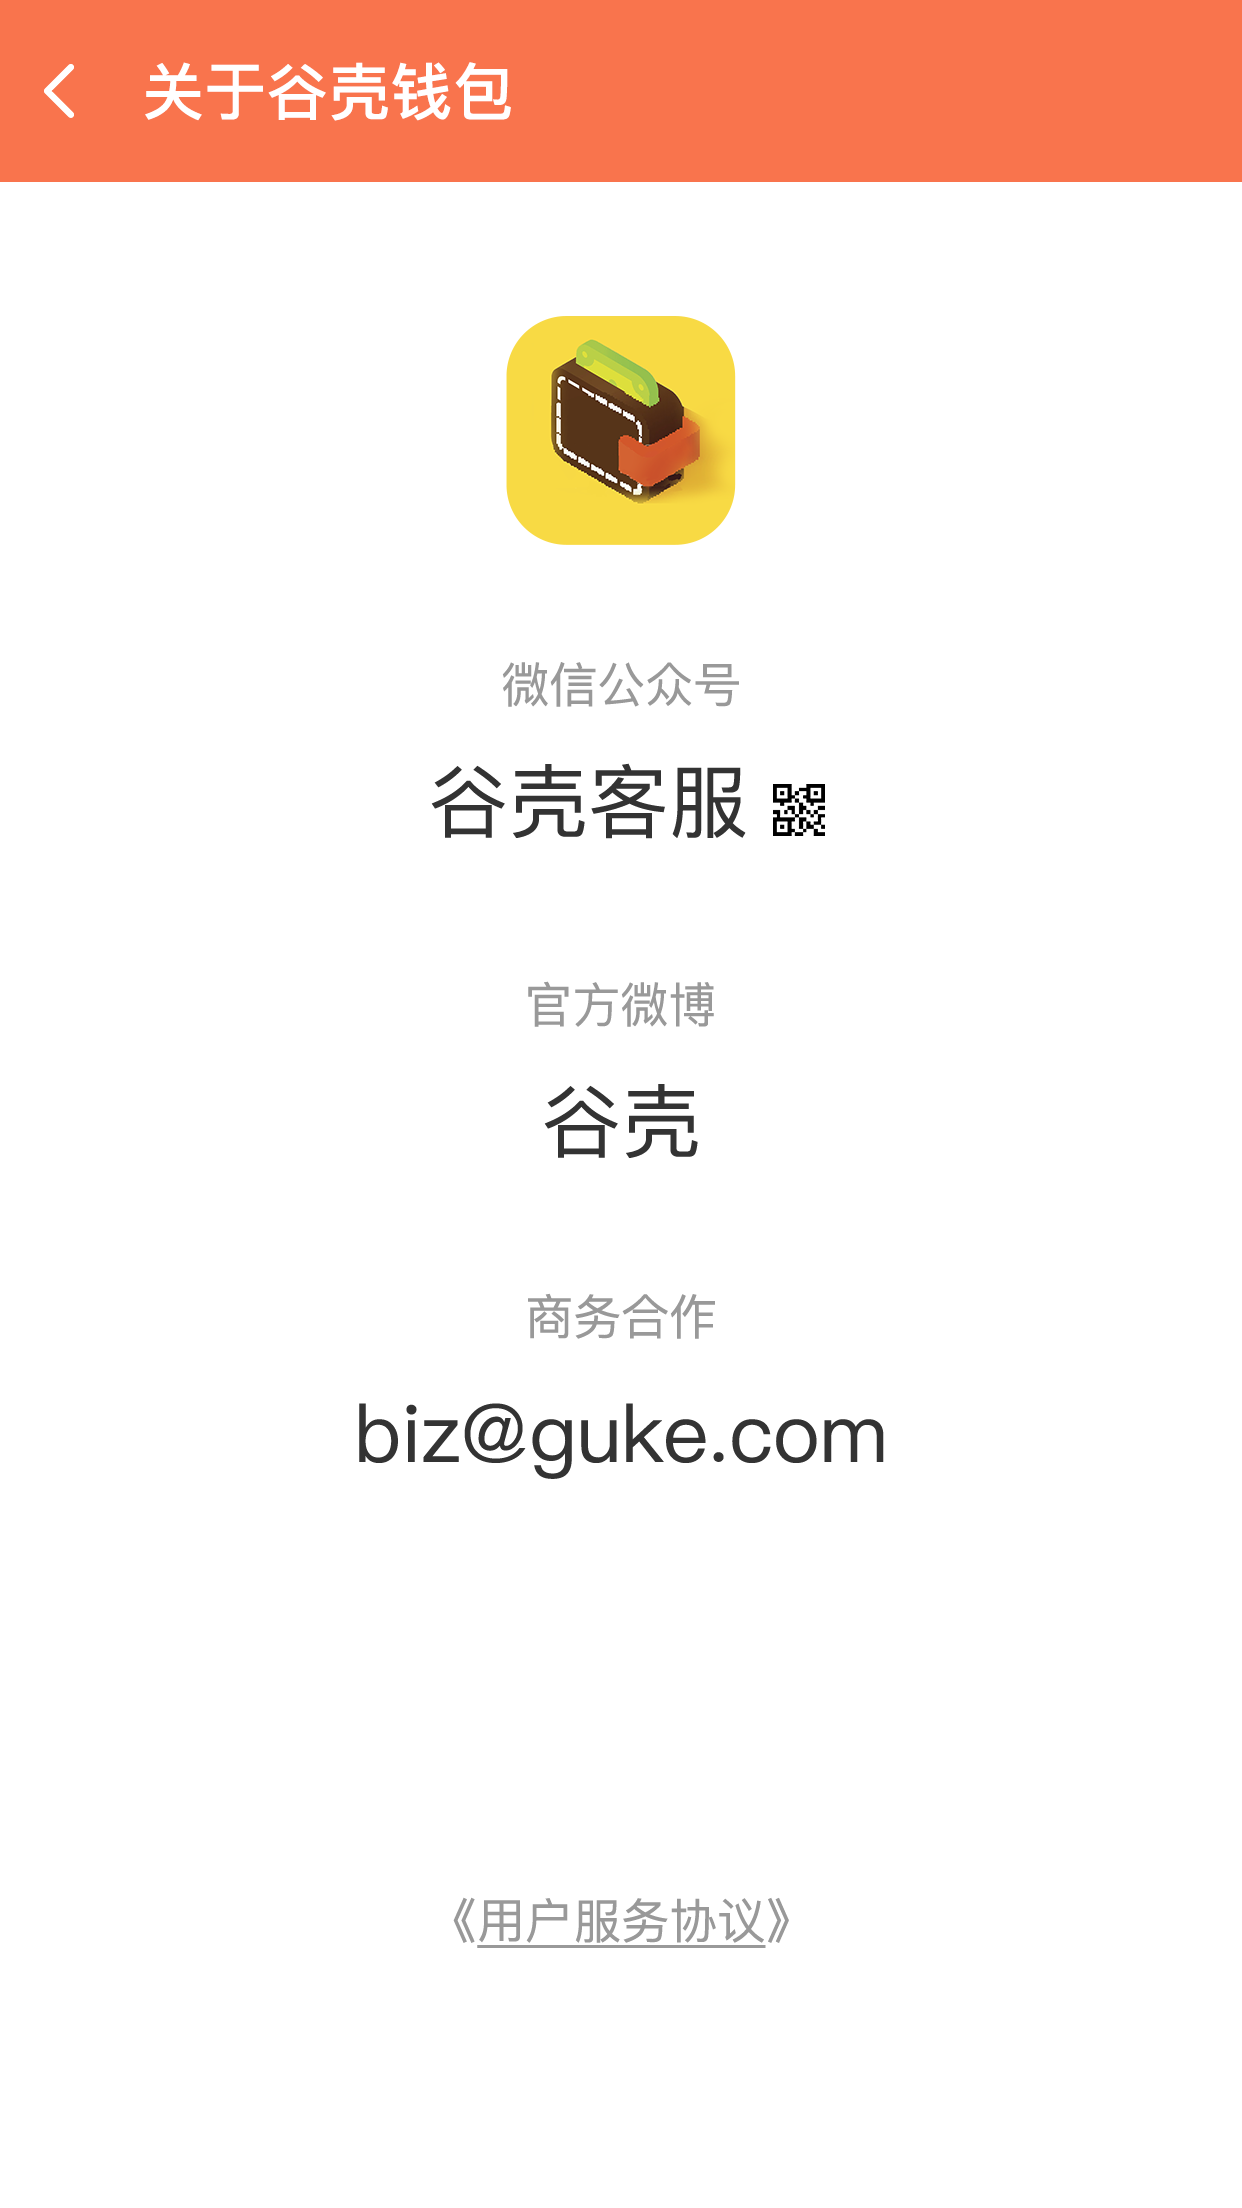 关于谷壳钱包
微信公众号
谷壳客服
官方微博
谷壳
商务合作
biz@guke.com
《用户服务协议》